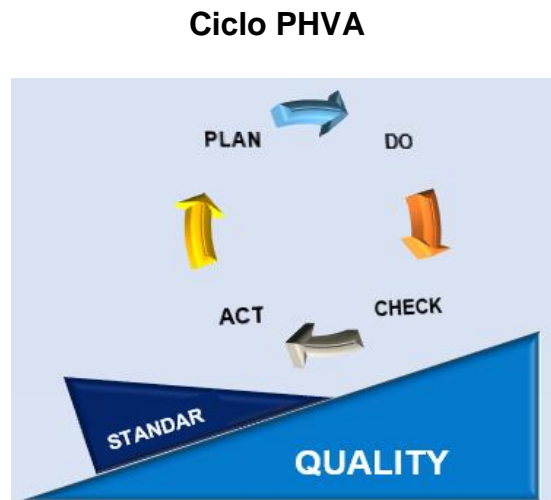 Ciclo PHVA
PLAN
DO
ACT
CHECK
STANDAR
QUALITY